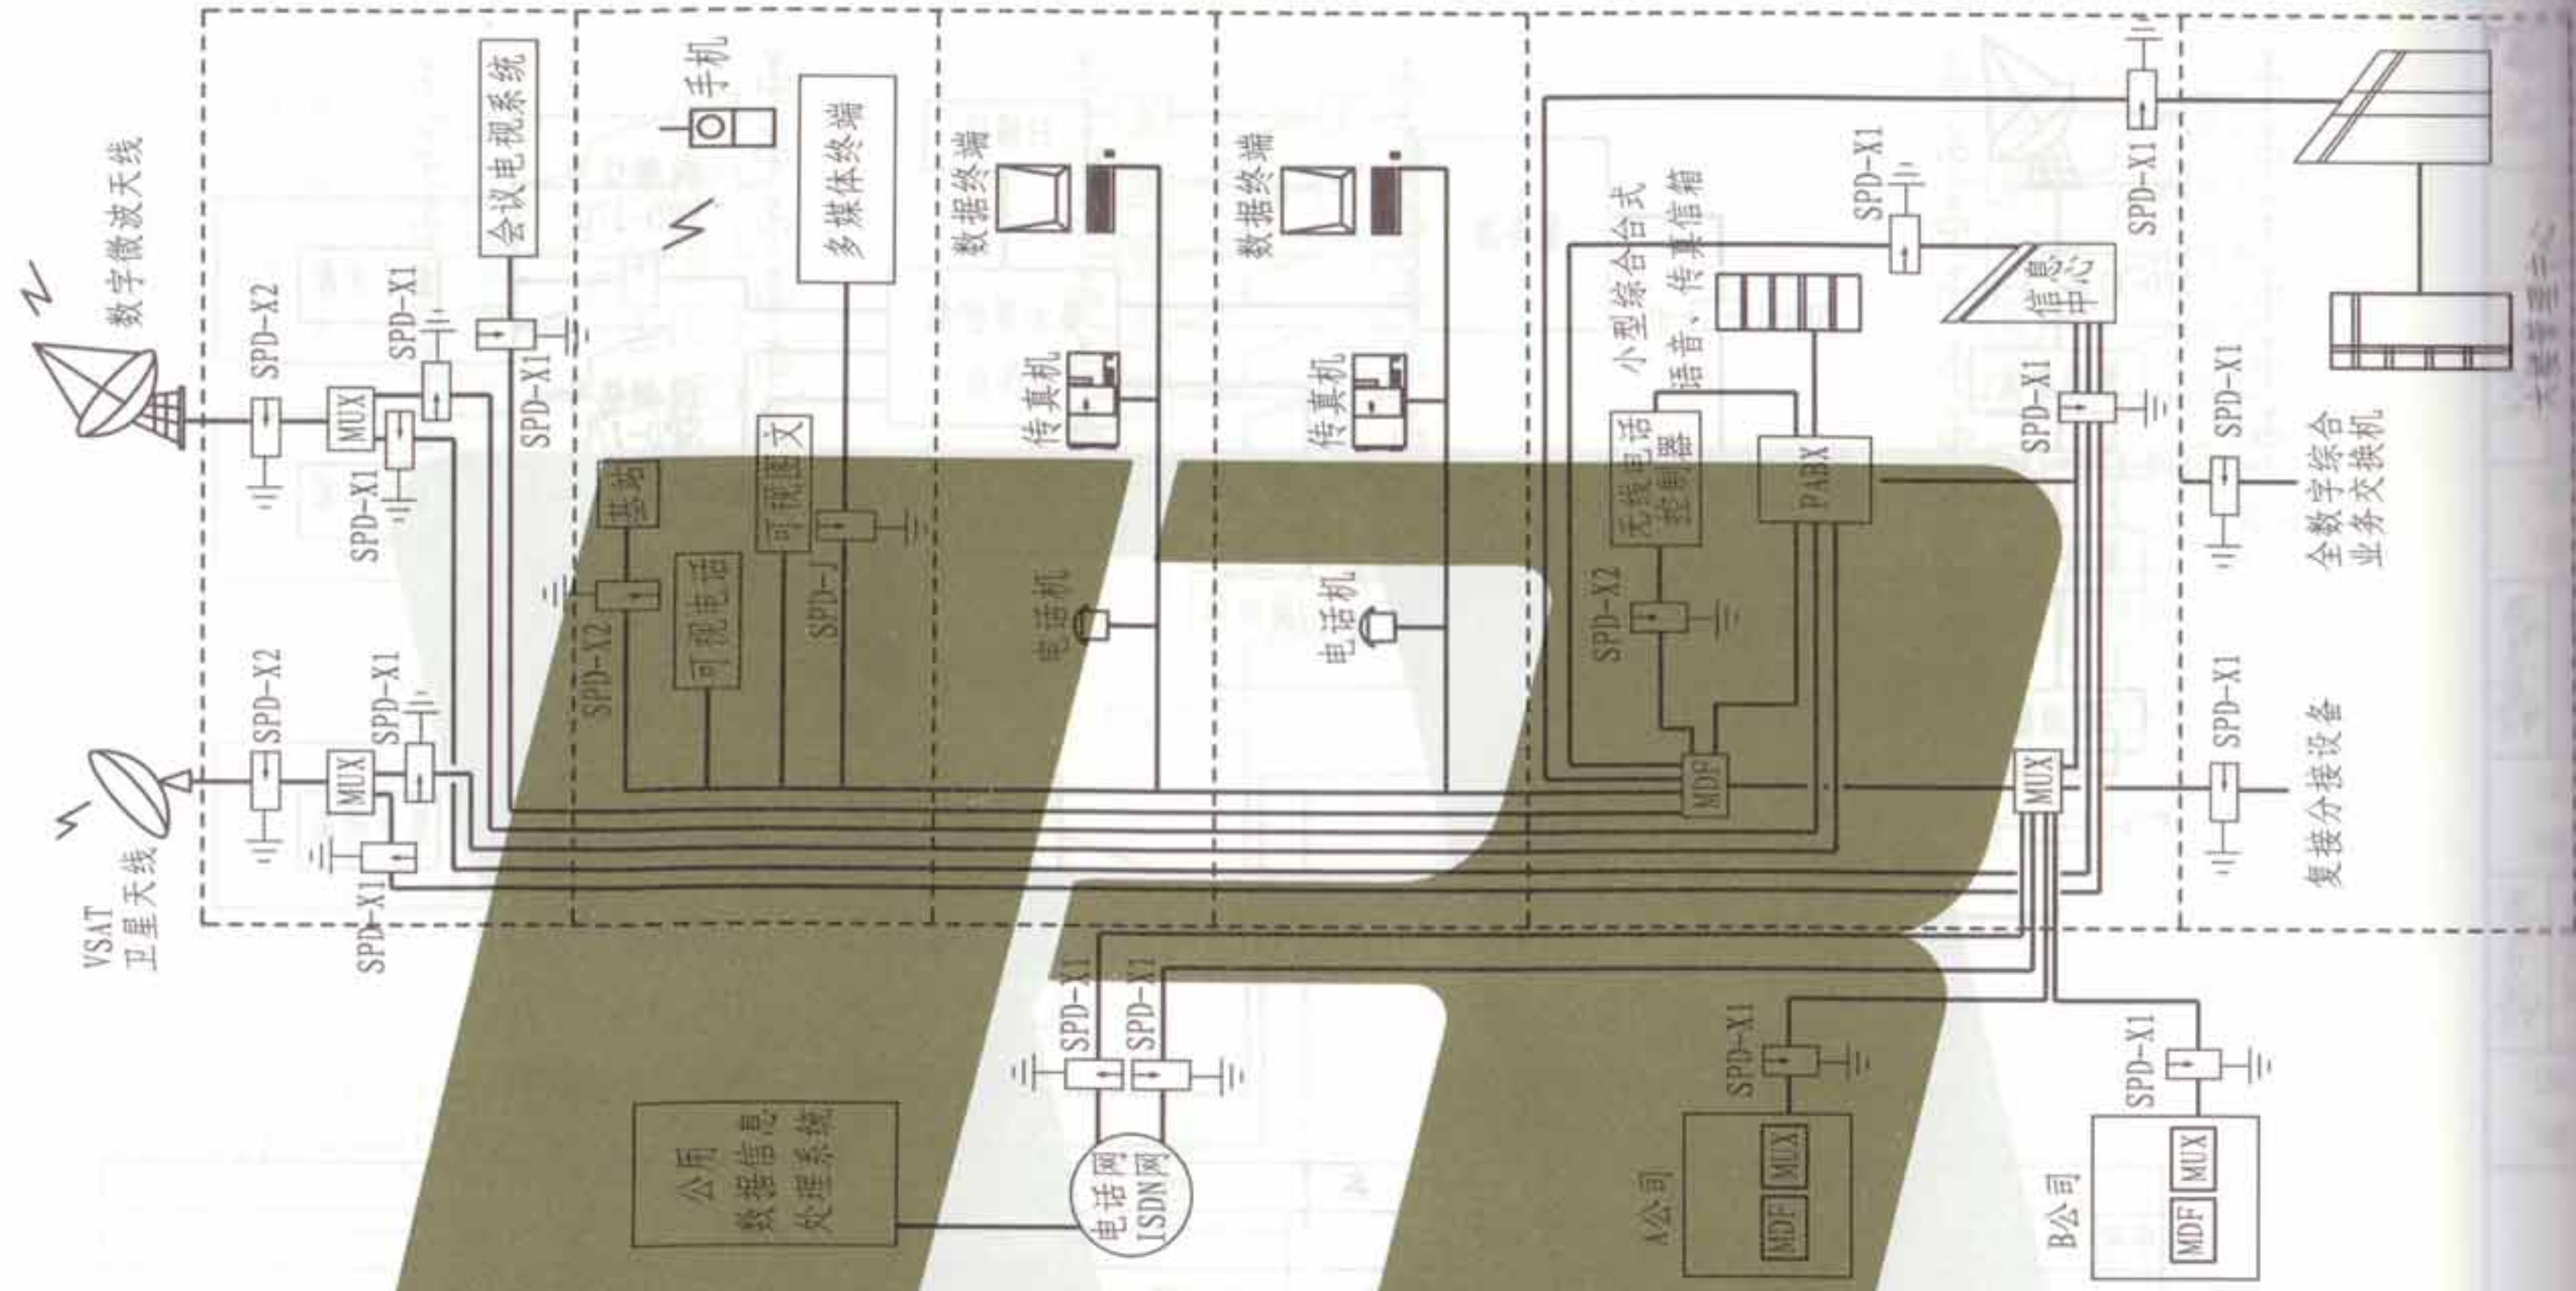 数字微波天线
SPD-X2
MUX
SPD-X1
SPD-X1
会议电视系统
SPD-X1
VSAT
卫星天线
SPD-X2
MUX
SPD-X1
SPD-X1
手机
多媒体终端
基站
可视图文
SPD-X2
可视电话
SPD-J
数据终端
传真机
电话机
数据终端
传真机
电话机
小型综合台式
语音、传真信箱
无线电话
控制器
PABX
SPD-X2
MDF
SPD-X1
信息
中心
SPD-X1
SPD-X1
MUX
SPD-X1
全数字综合
业务交换机
SPD-X1
复接分接设备
大楼管理中心
公用
数据信息
处理系统
SPD-X1
SPD-X1
电话网
ISDN网
A公司
SPD-X1
MDF
MUX
B公司
SPD-X1
MDF
MUX